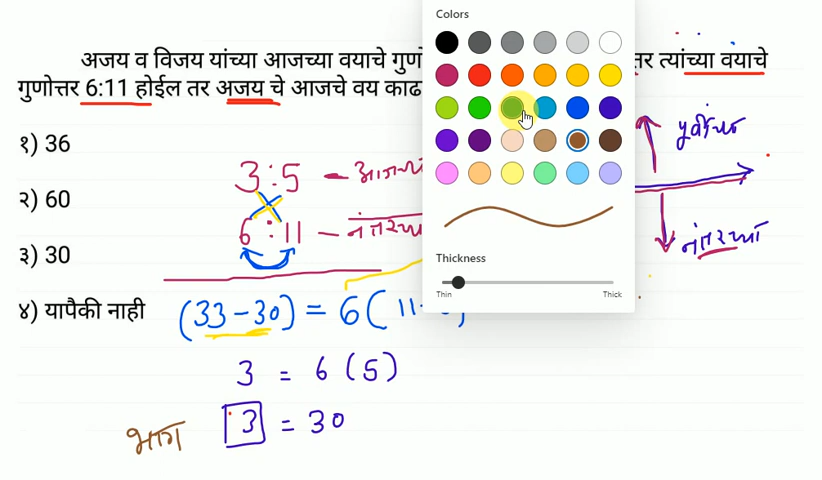 Colors
अजय व विजय यांच्या आजच्या वयाचे गुणो तर त्यांच्या वयाचे
गुणोत्तर 6:11 होईल तर अजय चे आजचे वय काढ
१) 36
२) 60
३) 30
४) यापैकी नाही
3:5 –
6:11 –
पूर्वीच्या
नंतरच्या
Thickness
Thin Thick
(33-30) = 6(11-
3 = 6(5)
भाग 3 = 30